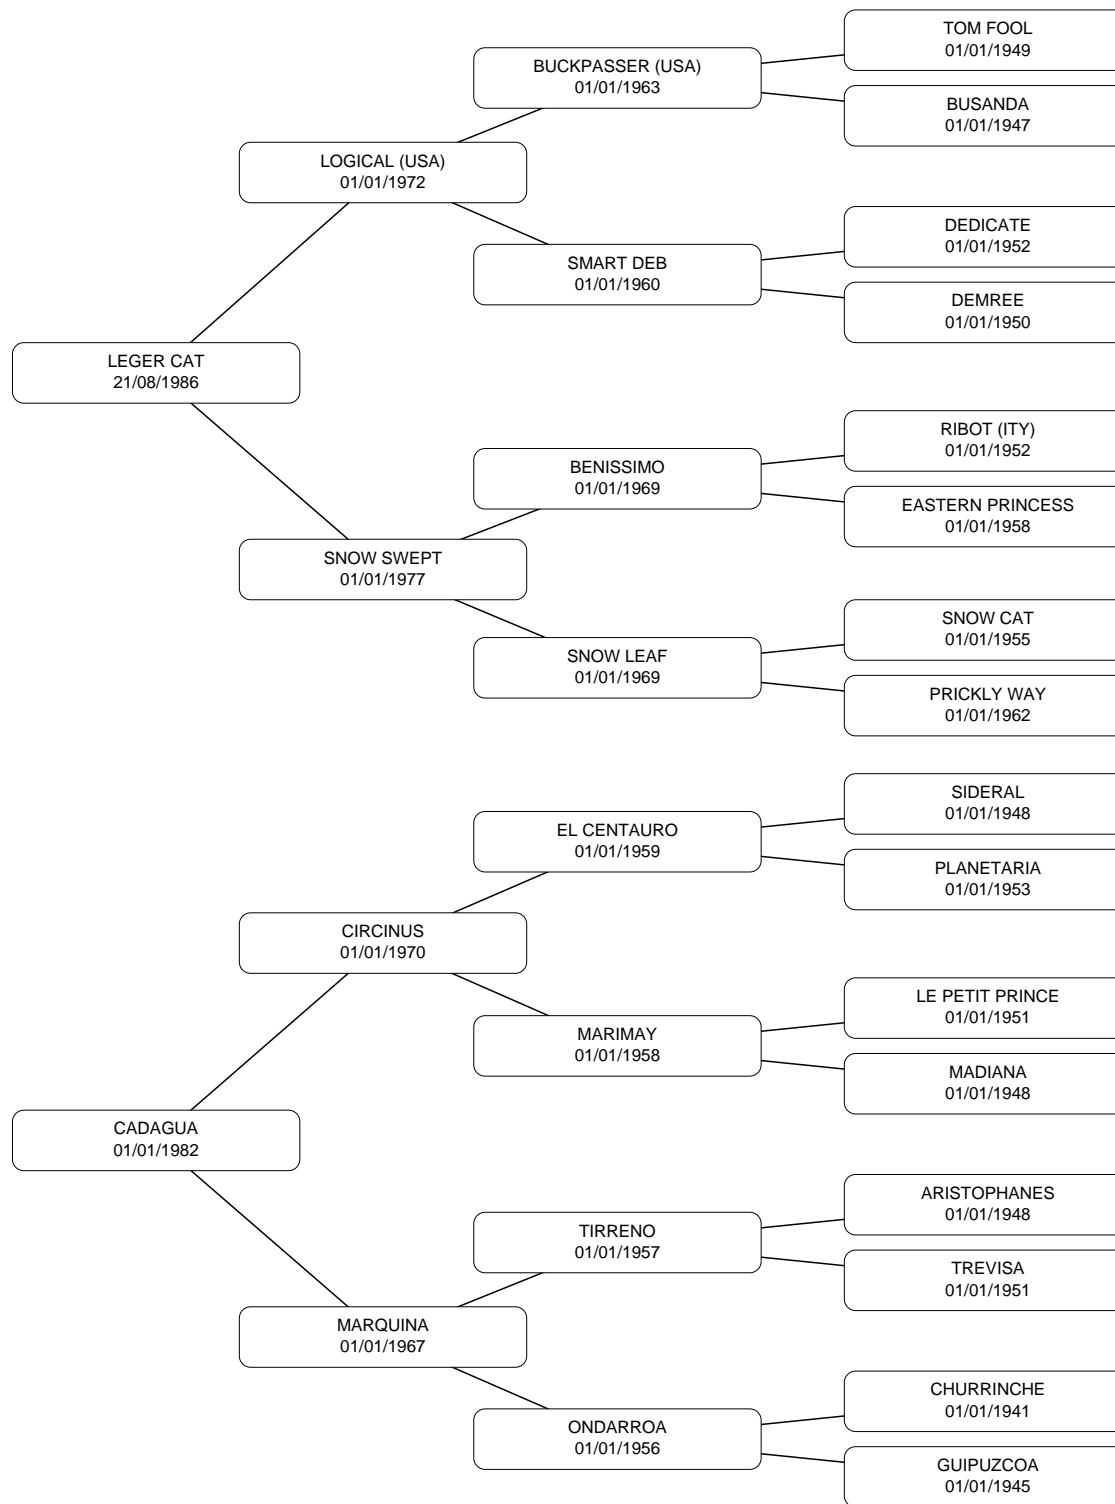 TOM FOOL
01/01/1949
BUCKPASSER (USA)
01/01/1963
BUSANDA
01/01/1947
LOGICAL (USA)
01/01/1972
DEDICATE
01/01/1952
SMART DEB
01/01/1960
DEMREE
01/01/1950
LEGER CAT
21/08/1986
RIBOT (ITY)
01/01/1952
BENISSIMO
01/01/1969
EASTERN PRINCESS
01/01/1958
SNOW SWEPT
01/01/1977
SNOW CAT
01/01/1955
SNOW LEAF
01/01/1969
PRICKLY WAY
01/01/1962
SIDERAL
01/01/1948
EL CENTAURO
01/01/1959
PLANETARIA
01/01/1953
CIRCINUS
01/01/1970
LE PETIT PRINCE
01/01/1951
MARIMAY
01/01/1958
MADIANA
01/01/1948
CADAGUA
01/01/1982
ARISTOPHANES
01/01/1948
TIRRENO
01/01/1957
TREVISA
01/01/1951
MARQUINA
01/01/1967
CHURRINCHE
01/01/1941
ONDARROA
01/01/1956
GUIPUZCOA
01/01/1945